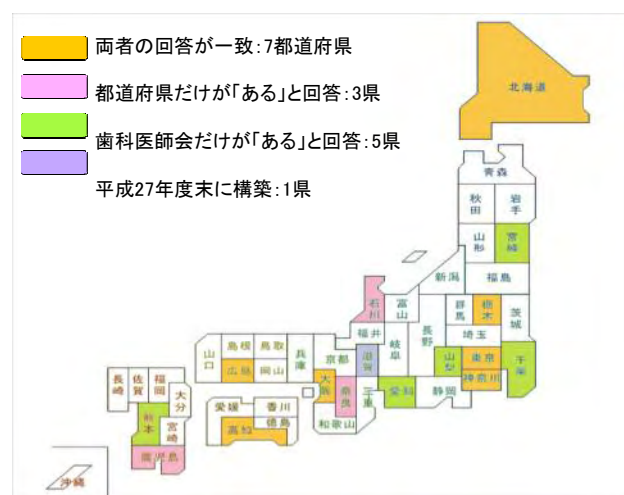 両者の回答が一致：7都道府県
都道府県だけが「ある」と回答：3県
歯科医師会だけが「ある」と回答：5県
平成27年度末に構築：1県
北海道
青森
秋田
岩手
山形
宮城
新潟
福島
石川
富山
群馬
栃木
茨城
福井
岐阜
長野
埼玉
山口
島根
鳥取
兵庫
京都
滋賀
山梨
東京
千葉
広島
岡山
大阪
奈良
三重
愛知
静岡
神奈川
長崎
佐賀
福岡
大分
愛媛
香川
和歌山
熊本
宮崎
高知
徳島
鹿児島
沖縄